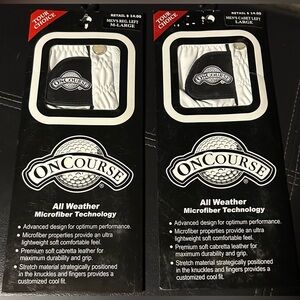 TOUR
CHOICE
RETAIL $ 14.00
MEN'S REG. LEFT
M-LARGE
ONCOURSE
ONCOURSE
®
All Weather
Microfiber Technology
• Advanced design for optimum performance.
• Microfiber properties provide an ultra
lightweight soft comfortable feel.
• Premium soft cabretta leather for
maximum durability and grip.
• Stretch material strategically positioned
in the knuckles and fingers provides a
customized cool fit.
TOUR
CHOICE
RETAIL $ 14.00
MEN'S CADET LEFT
LARGE
ONCOURSE
ONCOURSE
®
All Weather
Microfiber Technology
• Advanced design for optimum performance.
• Microfiber properties provide an ultra
lightweight soft comfortable feel.
• Premium soft cabretta leather for
maximum durability and grip.
• Stretch material strategically positioned
in the knuckles and fingers provides a
customized cool fit.